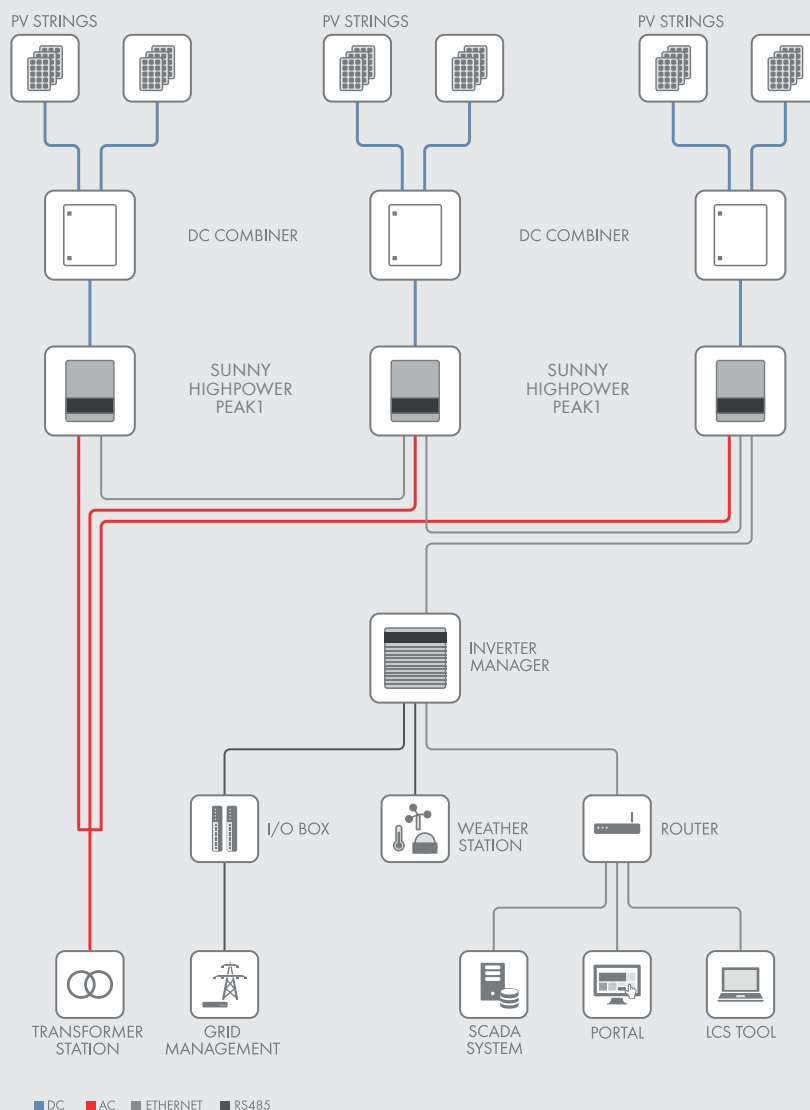 PV STRINGS
PV STRINGS
PV STRINGS
DC COMBINER
DC COMBINER
SUNNY
HIGHPOWER
PEAK1
SUNNY
HIGHPOWER
PEAK1
INVERTER
MANAGER
I/O BOX
WEATHER
STATION
ROUTER
TRANSFORMER
STATION
GRID
MANAGEMENT
SCADA
SYSTEM
PORTAL
LCS TOOL
DC
AC
ETHERNET
RS485